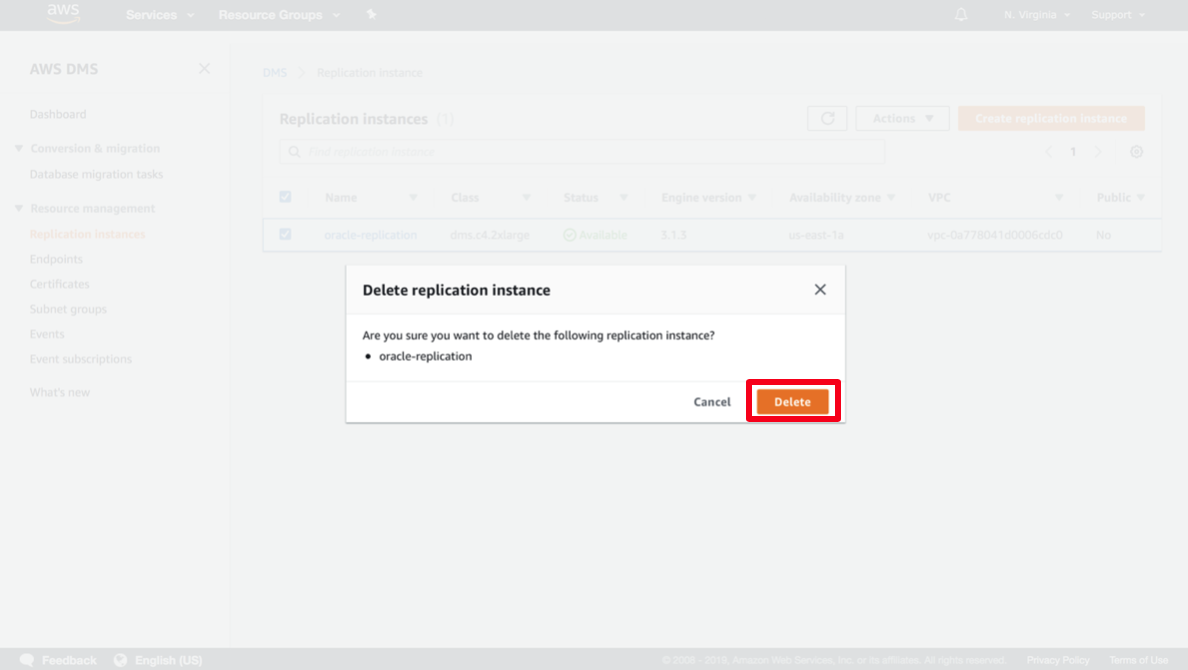 aws Services Resource Groups N. Virginia Support
AWS DMS
Dashboard
Conversion & migration
Database migration tasks
Resource management
Replication instances
Endpoints
Certificates
Subnet groups
Events
Event subscriptions
What's new
DMS Replication instance
Replication instances (1) Actions Create replication instance
Find replication instance 1
Name Class Status Engine version Availability zone VPC Public
oracle-replication dms.c4.2xlarge Available 3.1.3 us-east-1a vpc-0a778041d0006cdc0 No
Delete replication instance
Are you sure you want to delete the following replication instance?
• oracle-replication
Cancel Delete
Feedback English (US) © 2008 - 2019, Amazon Web Services, Inc. or its affiliates. All rights reserved. Privacy Policy Terms of Use